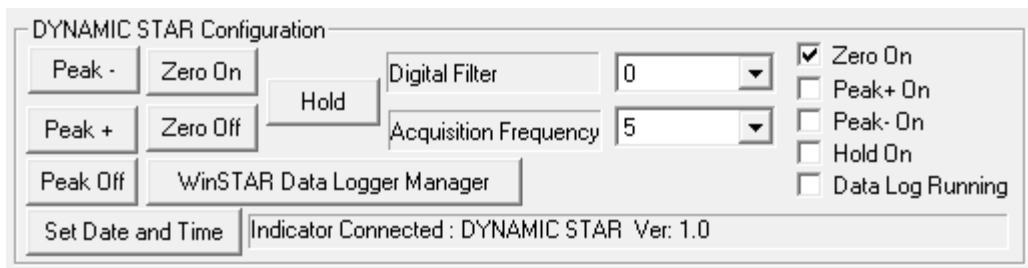 DYNAMIC STAR Configuration
Peak -
Zero On
Hold
Digital Filter
0
Zero On
Peak+ On
Peak +
Zero Off
Acquisition Frequency
5
Peak- On
Hold On
Peak Off
WinSTAR Data Logger Manager
Data Log Running
Set Date and Time
Indicator Connected : DYNAMIC STAR Ver: 1.0